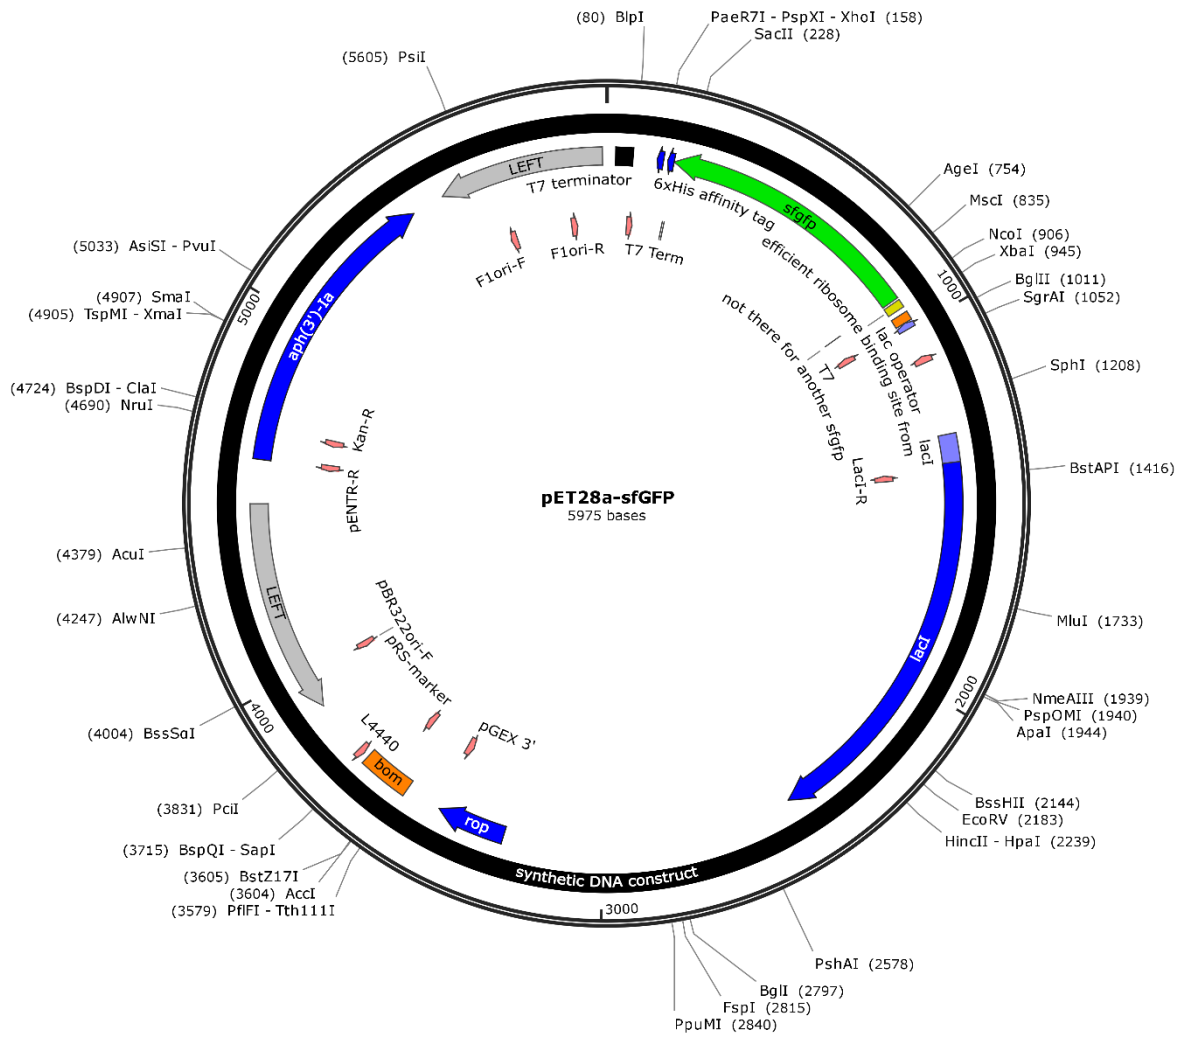 (80) BlpI
PaeR7I - PspXI - XhoI (158)
SacII (228)
(5605) PsiI
AgeI (754)
MscI (835)
NcoI (906)
XbaI (945)
BglII (1011)
SgrAI (1052)
SphI (1208)
BstAPI (1416)
MluI (1733)
NmeAIII (1939)
PspOMI (1940)
ApaI (1944)
BssHII (2144)
EcoRV (2183)
HincII - HpaI (2239)
PshAI (2578)
BglI (2797)
FspI (2815)
PpuMI (2840)
(3579) PflFI - Tth111I
(3604) AccI
(3605) BstZ17I
(3715) BspQI - SapI
(3831) PciI
(4004) BssSαI
(4247) AlwNI
(4379) AcuI
(4690) NruI
(4724) BspDI - ClaI
(4905) TspMI - XmaI
(4907) SmaI
(5033) AsiSI - PvuI
1000
2000
3000
4000
5000
LEFT
T7 terminator
6xHis affinity tag
sfgfp
efficient ribosome binding site from
lac operator
not there for another sfgfp
T7
T7 Term
F1ori-R
F1ori-F
aph(3')-Ia
Kan-R
pENTR-R
lacI
LacI-R
pET28a-sfGFP
5975 bases
lacI
LEFT
pBR322ori-F
pRS-marker
L4440
pGEX 3'
bom
rop
synthetic DNA construct